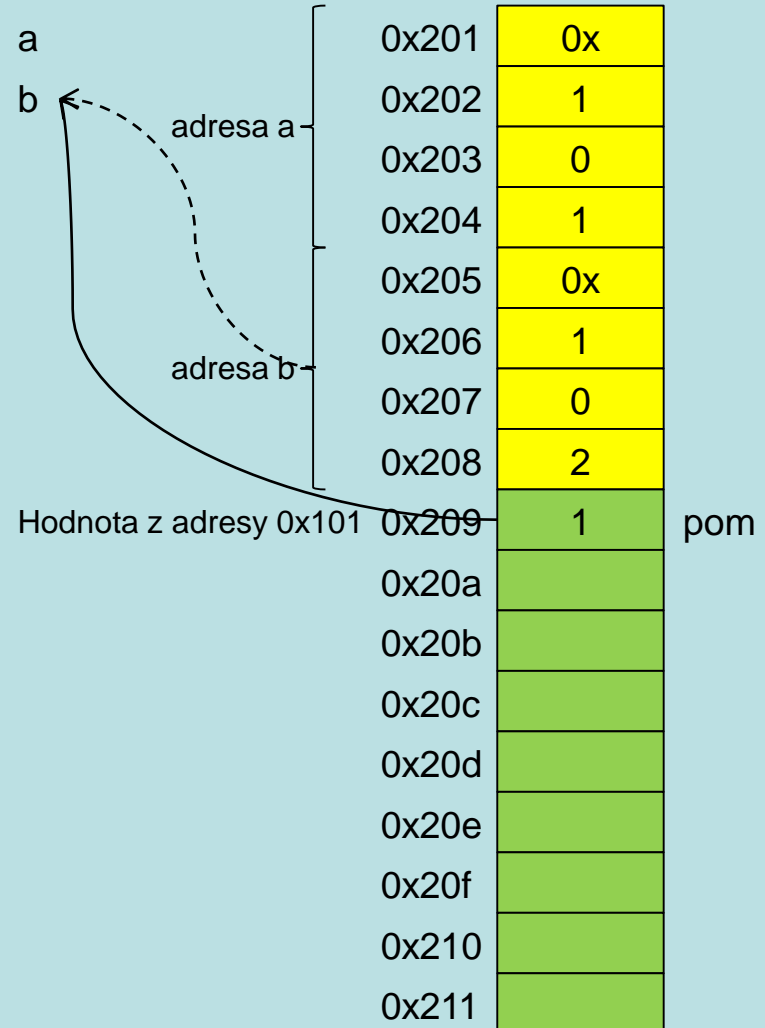 a 0x201 0x
b 0x202 1
adresa a
0x203 0
0x204 1
0x205 0x
0x206 1
adresa b
0x207 0
0x208 2
Hodnota z adresy 0x101 0x209 1 pom
0x20a
0x20b
0x20c
0x20d
0x20e
0x20f
0x210
0x211